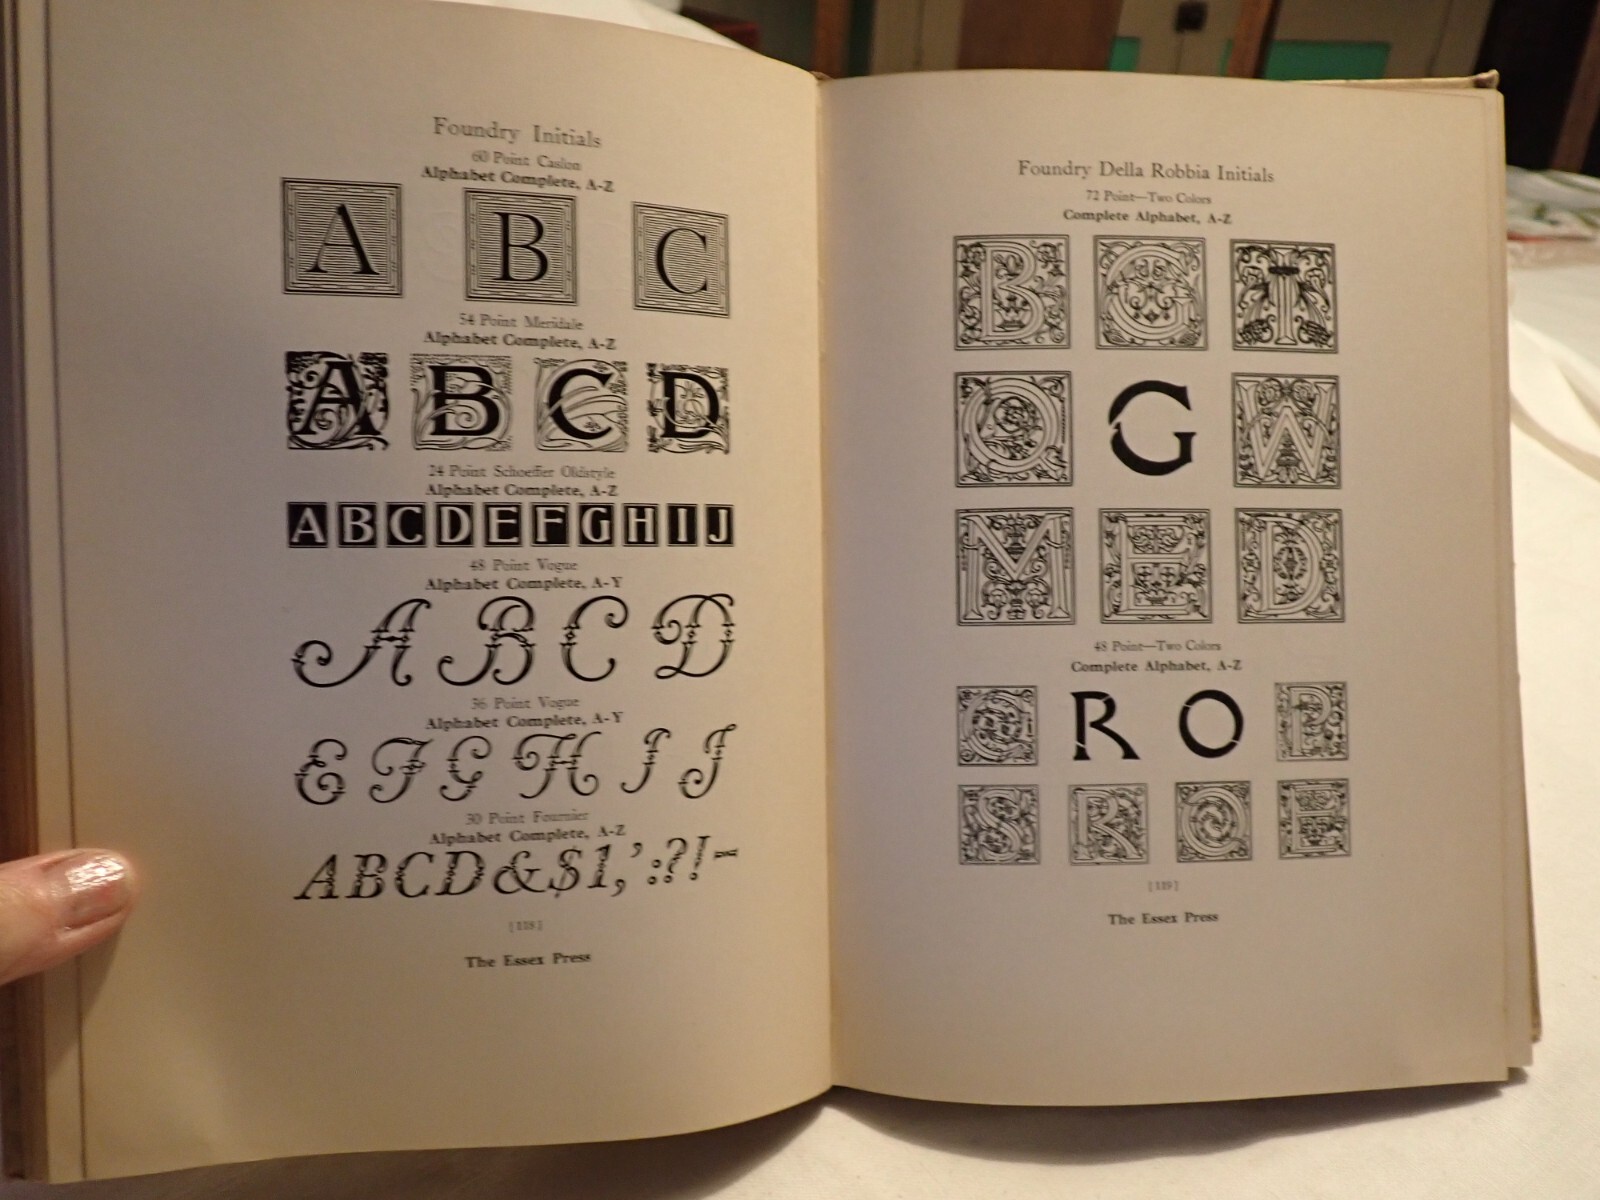 Foundry Initials
60 Point Caslon
Alphabet Complete, A-Z
A B C
54 Point Meridale
Alphabet Complete, A-Z
A B C D
24 Point Schoeffer Oldstyle
Alphabet Complete, A-Z
A B C D E F G H I J
48 Point Vogue
Alphabet Complete, A-Y
A B C D
36 Point Vogue
Alphabet Complete, A-Y
E F G H I J
30 Point Fournier
Alphabet Complete, A-Z
ABCD&$1,':;?!-
[118]
The Essex Press
Foundry Della Robbia Initials
72 Point—Two Colors
Complete Alphabet, A-Z
B G T
Q G W
M E D
48 Point—Two Colors
Complete Alphabet, A-Z
C R O P
S R O E
[119]
The Essex Press